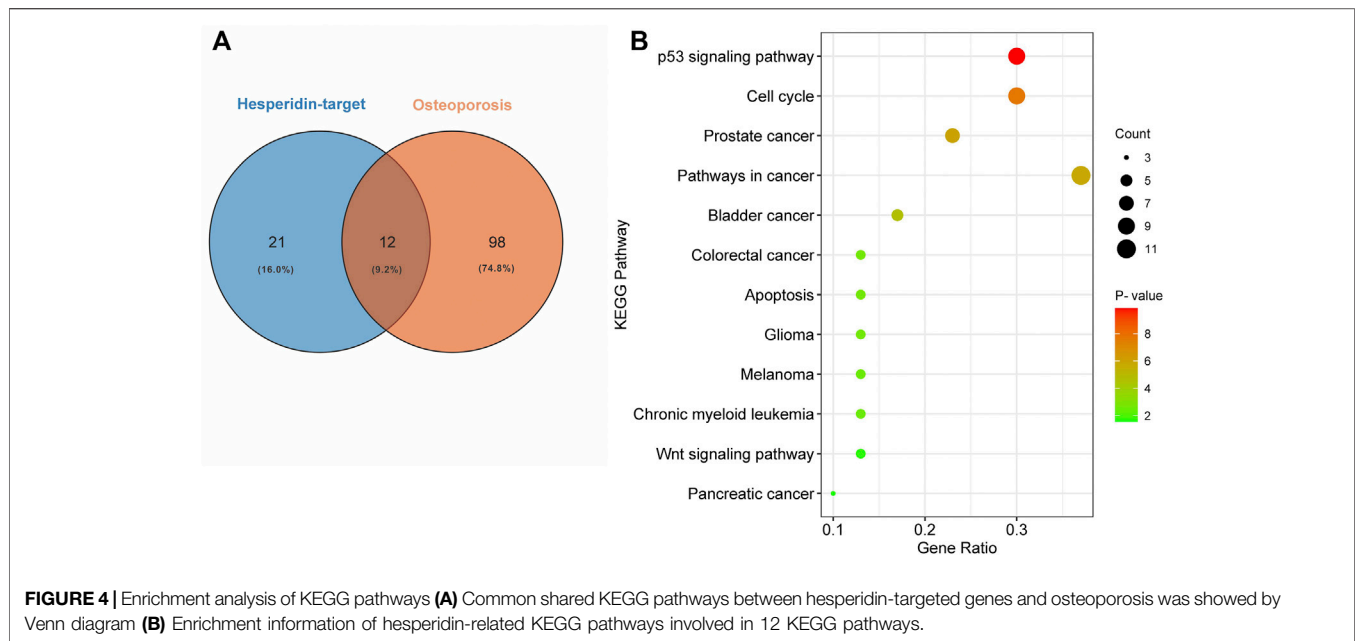 A
Hesperidin-target
Osteoporosis
21
(16.0%)
12
(9.2%)
98
(74.8%)
B
KEGG Pathway
p53 signaling pathway
Cell cycle
Prostate cancer
Pathways in cancer
Bladder cancer
Colorectal cancer
Apoptosis
Glioma
Melanoma
Chronic myeloid leukemia
Wnt signaling pathway
Pancreatic cancer
0.1
0.2
0.3
Gene Ratio
Count
3
5
7
9
11
P- value
8
6
4
2
FIGURE 4 | Enrichment analysis of KEGG pathways (A) Common shared KEGG pathways between hesperidin-targeted genes and osteoporosis was showed by
Venn diagram (B) Enrichment information of hesperidin-related KEGG pathways involved in 12 KEGG pathways.